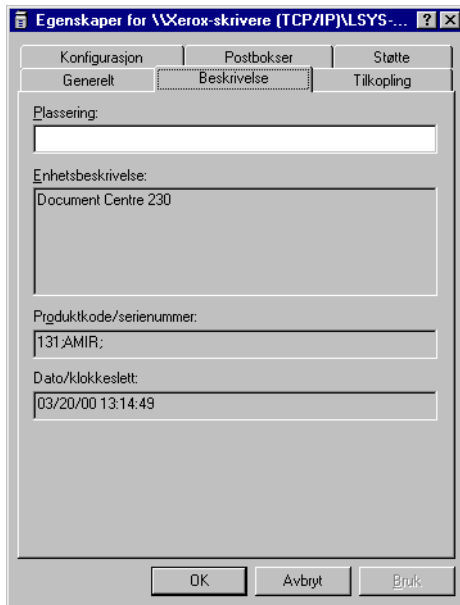 Egenskaper for \\Xerox-skrivere (TCP/IP)\LSYS-...
Konfigurasjon Postbokser Støtte
Generelt Beskrivelse Tilkopling
Plassering:
Enhetsbeskrivelse:
Document Centre 230
Produktkode/serienummer:
131;AMIR;
Dato/klokkeslett:
03/20/00 13:14:49
OK Avbryt Bruk